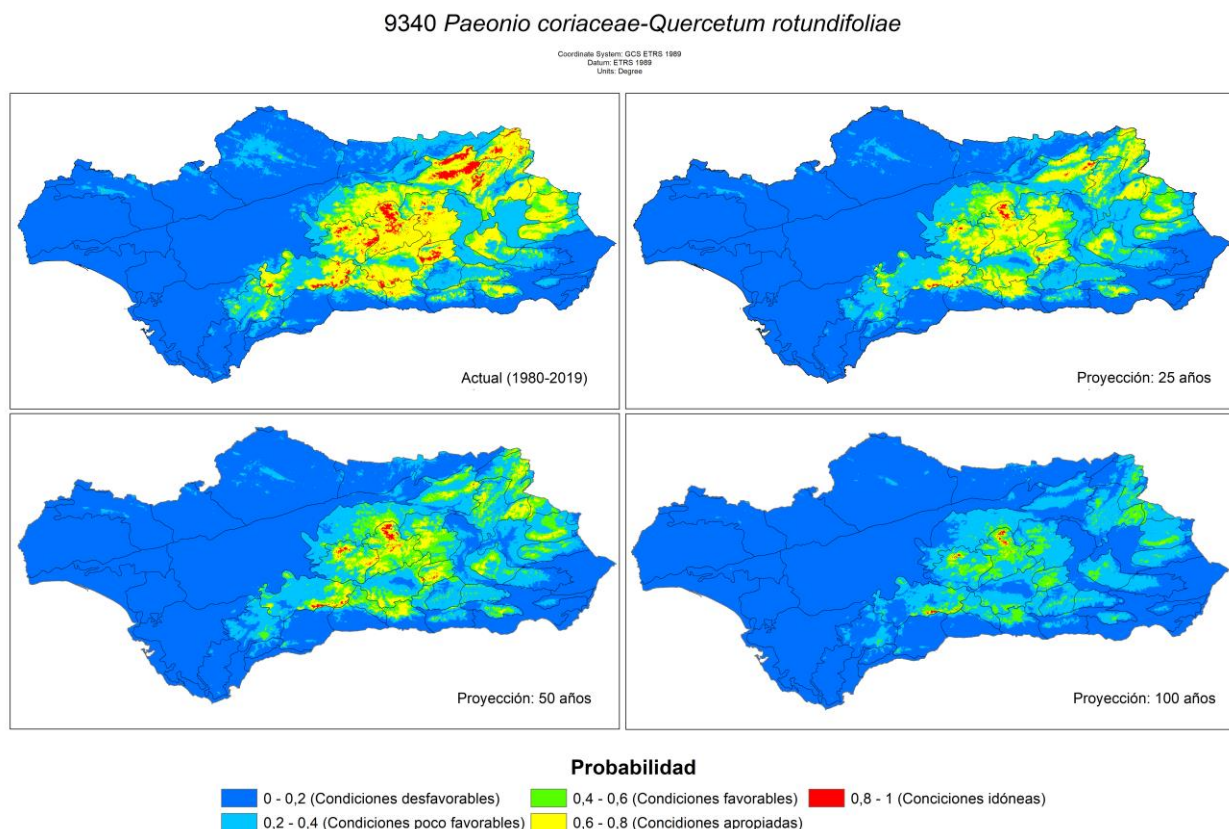 9340 Paeonio coriaceae-Quercetum rotundifoliae
Coordinate System: GCS ETRS 1989
Datum: ETRS 1989
Units: Degree
Actual (1980-2019)
Proyección: 25 años
Proyección: 50 años
Proyección: 100 años
Probabilidad
0 - 0,2 (Condiciones desfavorables)
0,4 - 0,6 (Condiciones favorables)
0,8 - 1 (Conciciones idóneas)
0,2 - 0,4 (Condiciones poco favorables)
0,6 - 0,8 (Concidiones apropiadas)